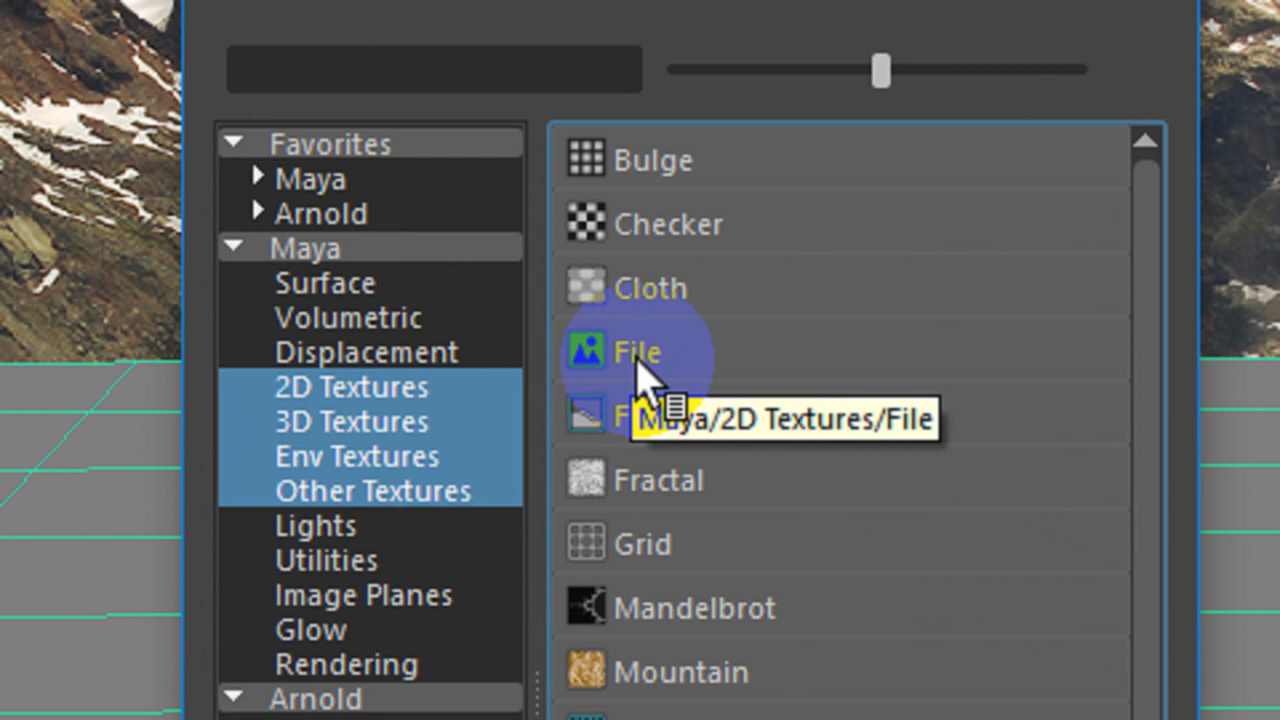 Favorites
Maya
Arnold
Maya
Surface
Volumetric
Displacement
2D Textures
3D Textures
Env Textures
Other Textures
Lights
Utilities
Image Planes
Glow
Rendering
Arnold
Bulge
Checker
Cloth
File
Maya/2D Textures/File
Fractal
Grid
Mandelbrot
Mountain